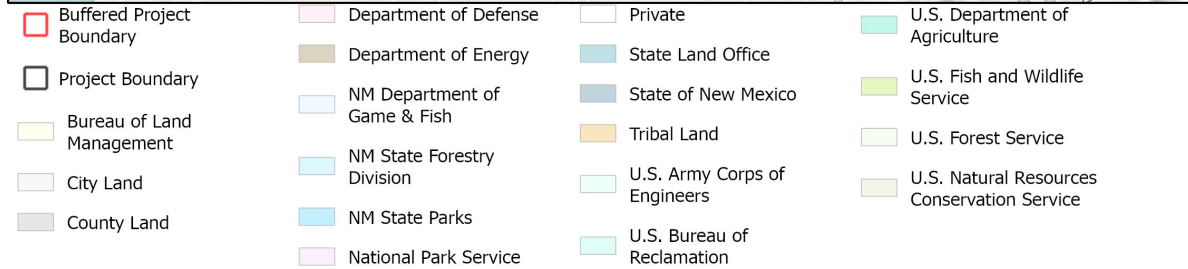 Buffered Project
Boundary
Project Boundary
Bureau of Land
Management
City Land
County Land
Department of Defense
Department of Energy
NM Department of
Game & Fish
NM State Forestry
Division
NM State Parks
National Park Service
Private
State Land Office
State of New Mexico
Tribal Land
U.S. Army Corps of
Engineers
U.S. Bureau of
Reclamation
U.S. Department of
Agriculture
U.S. Fish and Wildlife
Service
U.S. Forest Service
U.S. Natural Resources
Conservation Service